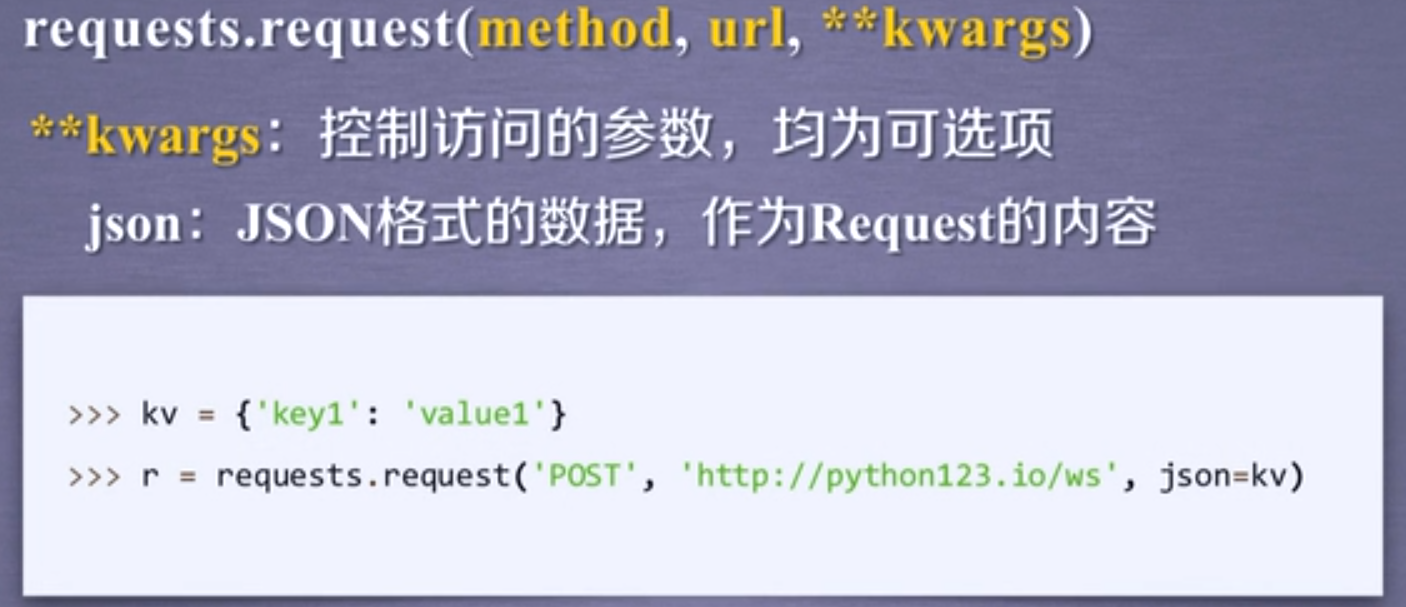 requests.request(method, url, **kwargs)
**kwargs：控制访问的参数，均为可选项
json：JSON格式的数据，作为Request的内容
>>> kv = {'key1': 'value1'}
>>> r = requests.request('POST', 'http://python123.io/ws', json=kv)